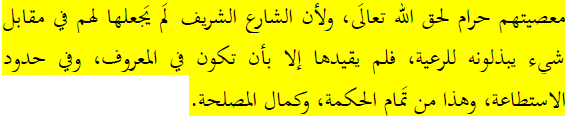 معصيتهم حرام لحق الله تعالَى، ولأن الشارع الشريف لَم يَجعلها لهم في مقابل
شيء يبذلونه للرعية، فلم يقيدها إلا بأن تكون في المعروف، وفي حدود
الاستطاعة، وهذا من تَمام الحكمة، وكمال المصلحة.